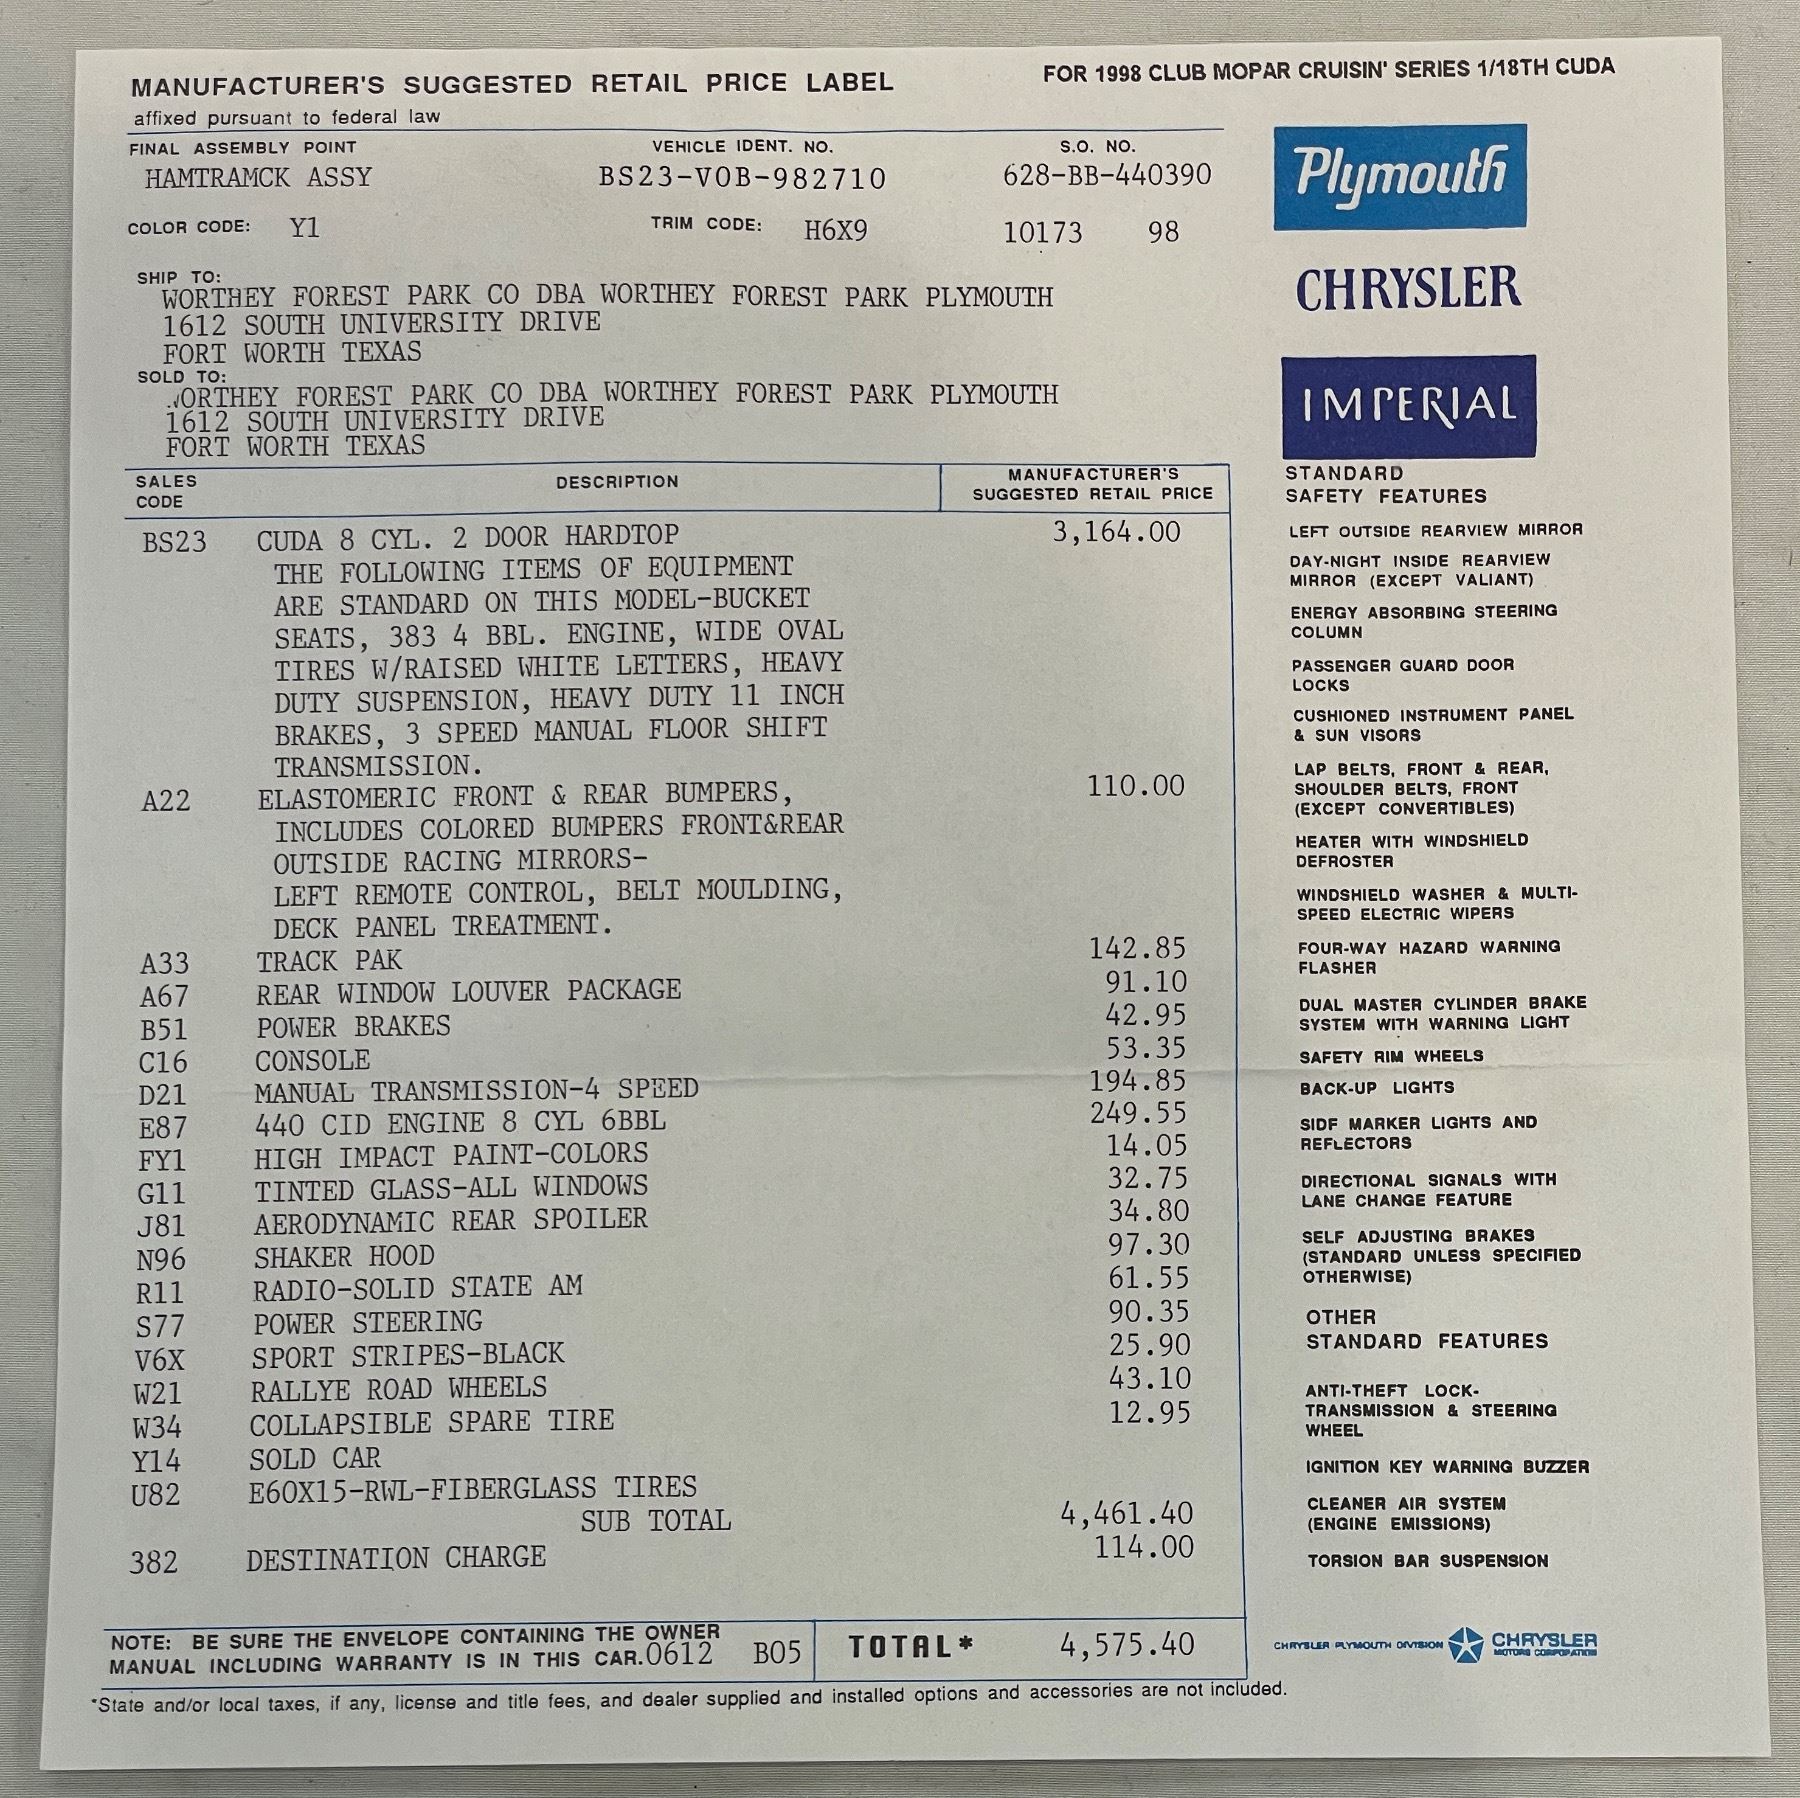 MANUFACTURER'S SUGGESTED RETAIL PRICE LABEL
affixed pursuant to federal law
FOR 1998 CLUB MOPAR CRUISIN' SERIES 1/18TH CUDA
FINAL ASSEMBLY POINT VEHICLE IDENT. NO. S.O. NO.
HAMTRAMCK ASSY BS23-VOB-982710 628-BB-440390
COLOR CODE: Y1 TRIM CODE: H6X9 10173 98
SHIP TO:
WORTHEY FOREST PARK CO DBA WORTHEY FOREST PARK PLYMOUTH
1612 SOUTH UNIVERSITY DRIVE
FORT WORTH TEXAS
SOLD TO:
WORTHEY FOREST PARK CO DBA WORTHEY FOREST PARK PLYMOUTH
1612 SOUTH UNIVERSITY DRIVE
FORT WORTH TEXAS
SALES CODE DESCRIPTION MANUFACTURER'S SUGGESTED RETAIL PRICE
BS23 CUDA 8 CYL. 2 DOOR HARDTOP 3,164.00
THE FOLLOWING ITEMS OF EQUIPMENT
ARE STANDARD ON THIS MODEL-BUCKET
SEATS, 383 4 BBL. ENGINE, WIDE OVAL
TIRES W/RAISED WHITE LETTERS, HEAVY
DUTY SUSPENSION, HEAVY DUTY 11 INCH
BRAKES, 3 SPEED MANUAL FLOOR SHIFT
TRANSMISSION.
A22 ELASTOMERIC FRONT & REAR BUMPERS, 110.00
INCLUDES COLORED BUMPERS FRONT&REAR
OUTSIDE RACING MIRRORS-
LEFT REMOTE CONTROL, BELT MOULDING,
DECK PANEL TREATMENT.
A33 TRACK PAK 142.85
A67 REAR WINDOW LOUVER PACKAGE 91.10
B51 POWER BRAKES 42.95
C16 CONSOLE 53.35
D21 MANUAL TRANSMISSION-4 SPEED 194.85
E87 440 CID ENGINE 8 CYL 6BBL 249.55
FY1 HIGH IMPACT PAINT-COLORS 14.05
G11 TINTED GLASS-ALL WINDOWS 32.75
J81 AERODYNAMIC REAR SPOILER 34.80
N96 SHAKER HOOD 97.30
R11 RADIO-SOLID STATE AM 61.55
S77 POWER STEERING 90.35
V6X SPORT STRIPES-BLACK 25.90
W21 RALLYE ROAD WHEELS 43.10
W34 COLLAPSIBLE SPARE TIRE 12.95
Y14 SOLD CAR
U82 E60X15-RWL-FIBERGLASS TIRES
SUB TOTAL 4,461.40
382 DESTINATION CHARGE 114.00
NOTE: BE SURE THE ENVELOPE CONTAINING THE OWNER
MANUAL INCLUDING WARRANTY IS IN THIS CAR. 0612 B05
TOTAL* 4,575.40
*State and/or local taxes, if any, license and title fees, and dealer supplied and installed options and accessories are not included.
Plymouth
CHRYSLER
IMPERIAL
STANDARD
SAFETY FEATURES
LEFT OUTSIDE REARVIEW MIRROR
DAY-NIGHT INSIDE REARVIEW
MIRROR (EXCEPT VALIANT)
ENERGY ABSORBING STEERING
COLUMN
PASSENGER GUARD DOOR
LOCKS
CUSHIONED INSTRUMENT PANEL
& SUN VISORS
LAP BELTS, FRONT & REAR,
SHOULDER BELTS, FRONT
(EXCEPT CONVERTIBLES)
HEATER WITH WINDSHIELD
DEFROSTER
WINDSHIELD WASHER & MULTI-
SPEED ELECTRIC WIPERS
FOUR-WAY HAZARD WARNING
FLASHER
DUAL MASTER CYLINDER BRAKE
SYSTEM WITH WARNING LIGHT
SAFETY RIM WHEELS
BACK-UP LIGHTS
SIDF MARKER LIGHTS AND
REFLECTORS
DIRECTIONAL SIGNALS WITH
LANE CHANGE FEATURE
SELF ADJUSTING BRAKES
(STANDARD UNLESS SPECIFIED
OTHERWISE)
OTHER
STANDARD FEATURES
ANTI-THEFT LOCK-
TRANSMISSION & STEERING
WHEEL
IGNITION KEY WARNING BUZZER
CLEANER AIR SYSTEM
(ENGINE EMISSIONS)
TORSION BAR SUSPENSION
CHRYSLER PLYMOUTH DIVISION
CHRYSLER
MOTORS CORPORATION